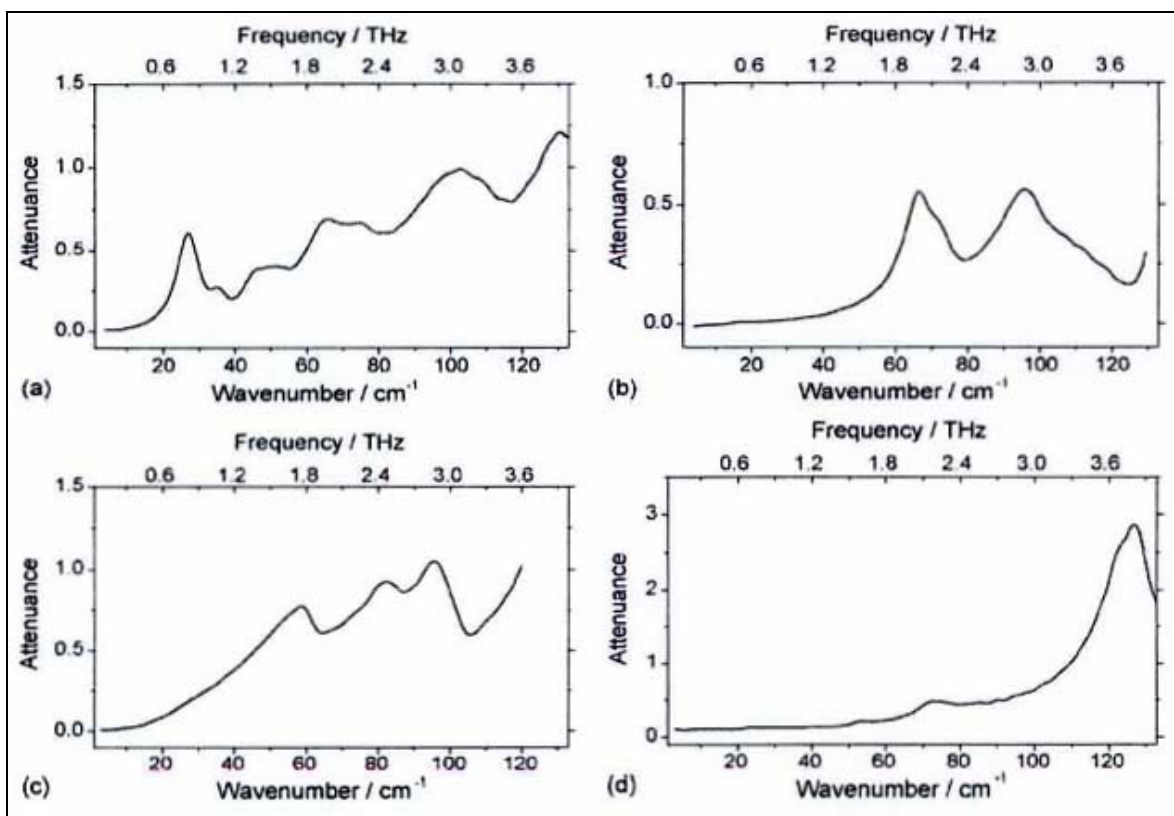 Frequency / THz
0.6 1.2 1.8 2.4 3.0 3.6
1.5
1.0
0.5
0.0
Attenuance
20 40 60 80 100 120
(a)
Wavenumber / cm⁻¹
Frequency / THz
0.6 1.2 1.8 2.4 3.0 3.6
1.0
0.5
0.0
Attenuance
20 40 60 80 100 120
(b)
Wavenumber / cm⁻¹
Frequency / THz
0.6 1.2 1.8 2.4 3.0 3.6
1.5
1.0
0.5
0.0
Attenuance
20 40 60 80 100 120
(c)
Wavenumber / cm⁻¹
Frequency / THz
0.6 1.2 1.8 2.4 3.0 3.6
3
2
1
0
Attenuance
20 40 60 80 100 120
(d)
Wavenumber / cm⁻¹